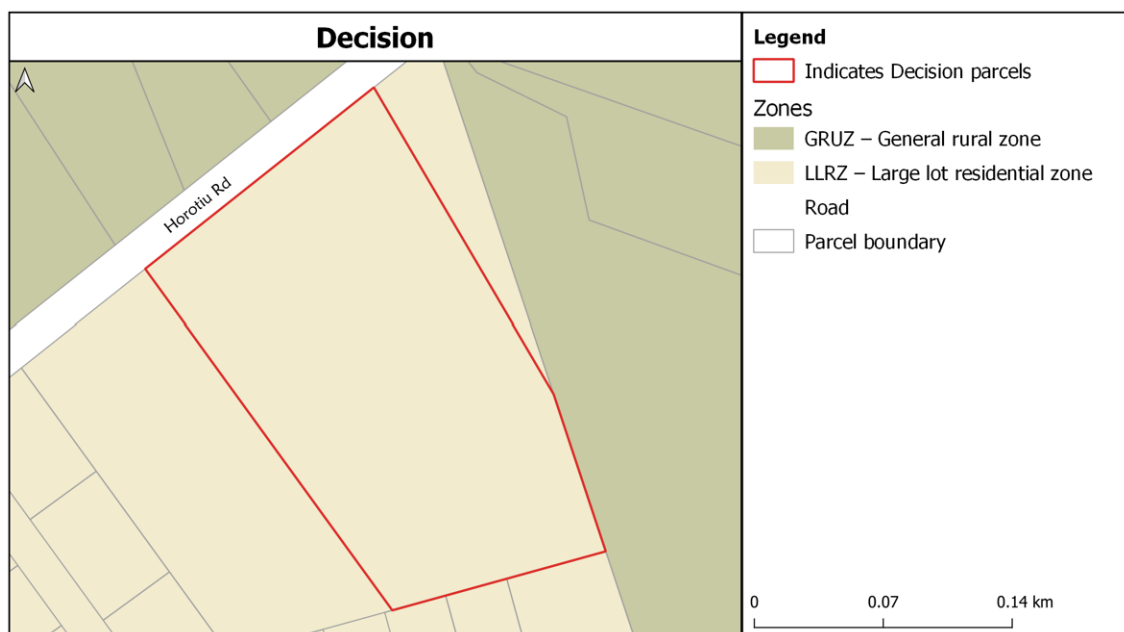 Decision
Horotiu Rd
Legend
Indicates Decision parcels
Zones
GRUZ – General rural zone
LLRZ – Large lot residential zone
Road
Parcel boundary
0 0.07 0.14 km